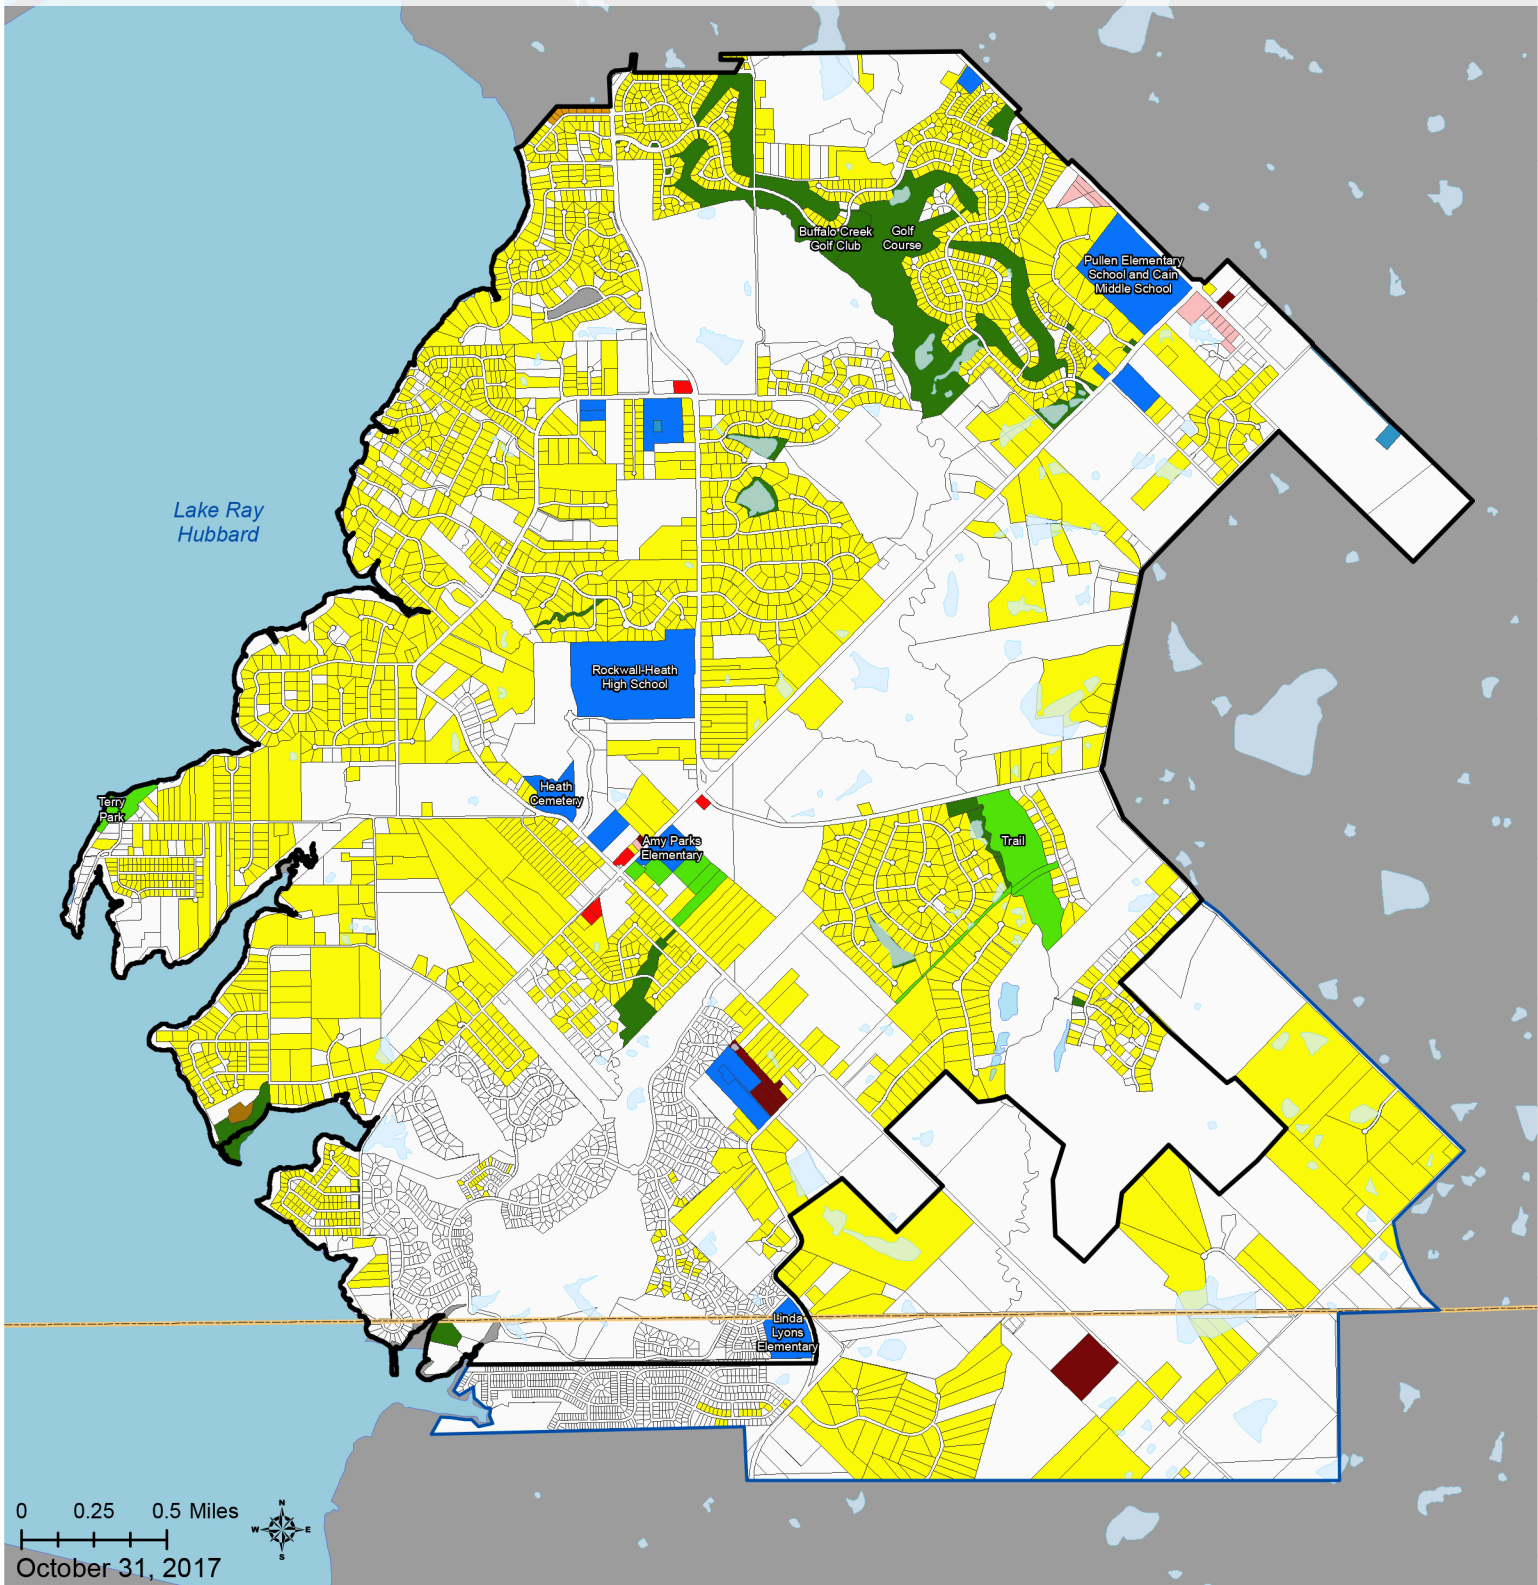 Buffalo Creek
Golf Club
Golf
Course
Pullen Elementary
School and Cain
Middle School
Lake Ray
Hubbard
Rockwall-Heath
High School
Heath
Cemetery
Terry
Park
Amy Parks
Elementary
Trail
Linda
Lyons
Elementary
0 0.25 0.5 Miles
N
W E
S
October 31, 2017